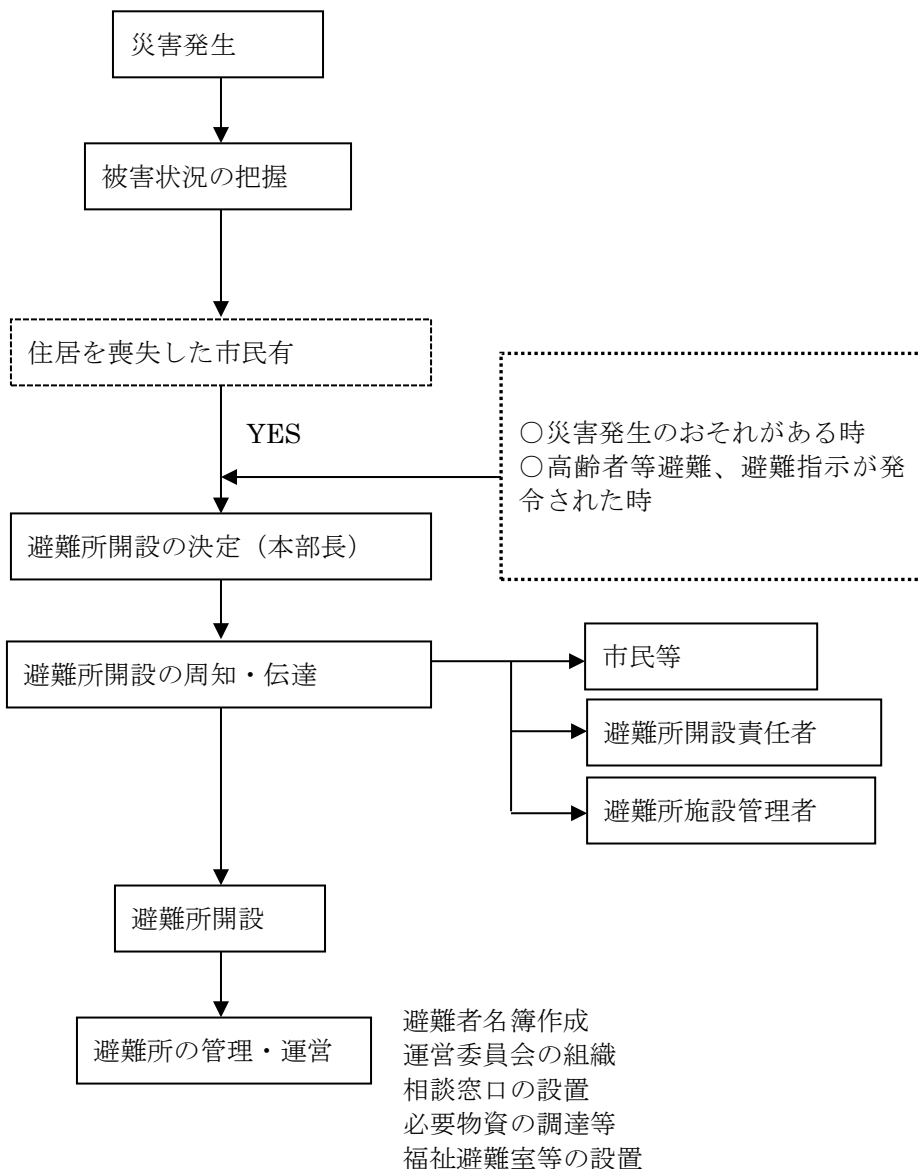 災害発生
被害状況の把握
住居を喪失した市民有
YES
○災害発生のおそれがある時
○高齢者等避難、避難指示が発
令された時
避難所開設の決定（本部長）
避難所開設の周知・伝達
市民等
避難所開設責任者
避難所施設管理者
避難所開設
避難所の管理・運営
避難者名簿作成
運営委員会の組織
相談窓口の設置
必要物資の調達等
福祉避難室等の設置